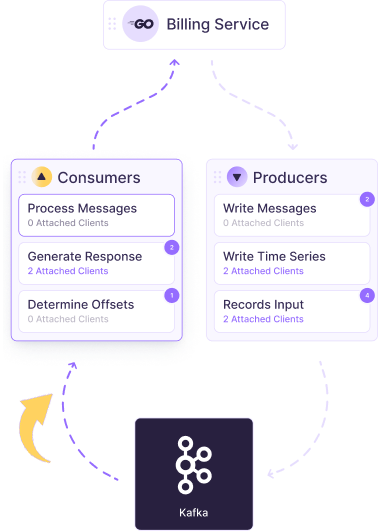 GO
Billing Service
Consumers
Process Messages
0 Attached Clients
2
Generate Response
2 Attached Clients
1
Determine Offsets
0 Attached Clients
Producers
2
Write Messages
0 Attached Clients
Write Time Series
2 Attached Clients
4
Records Input
2 Attached Clients
Kafka